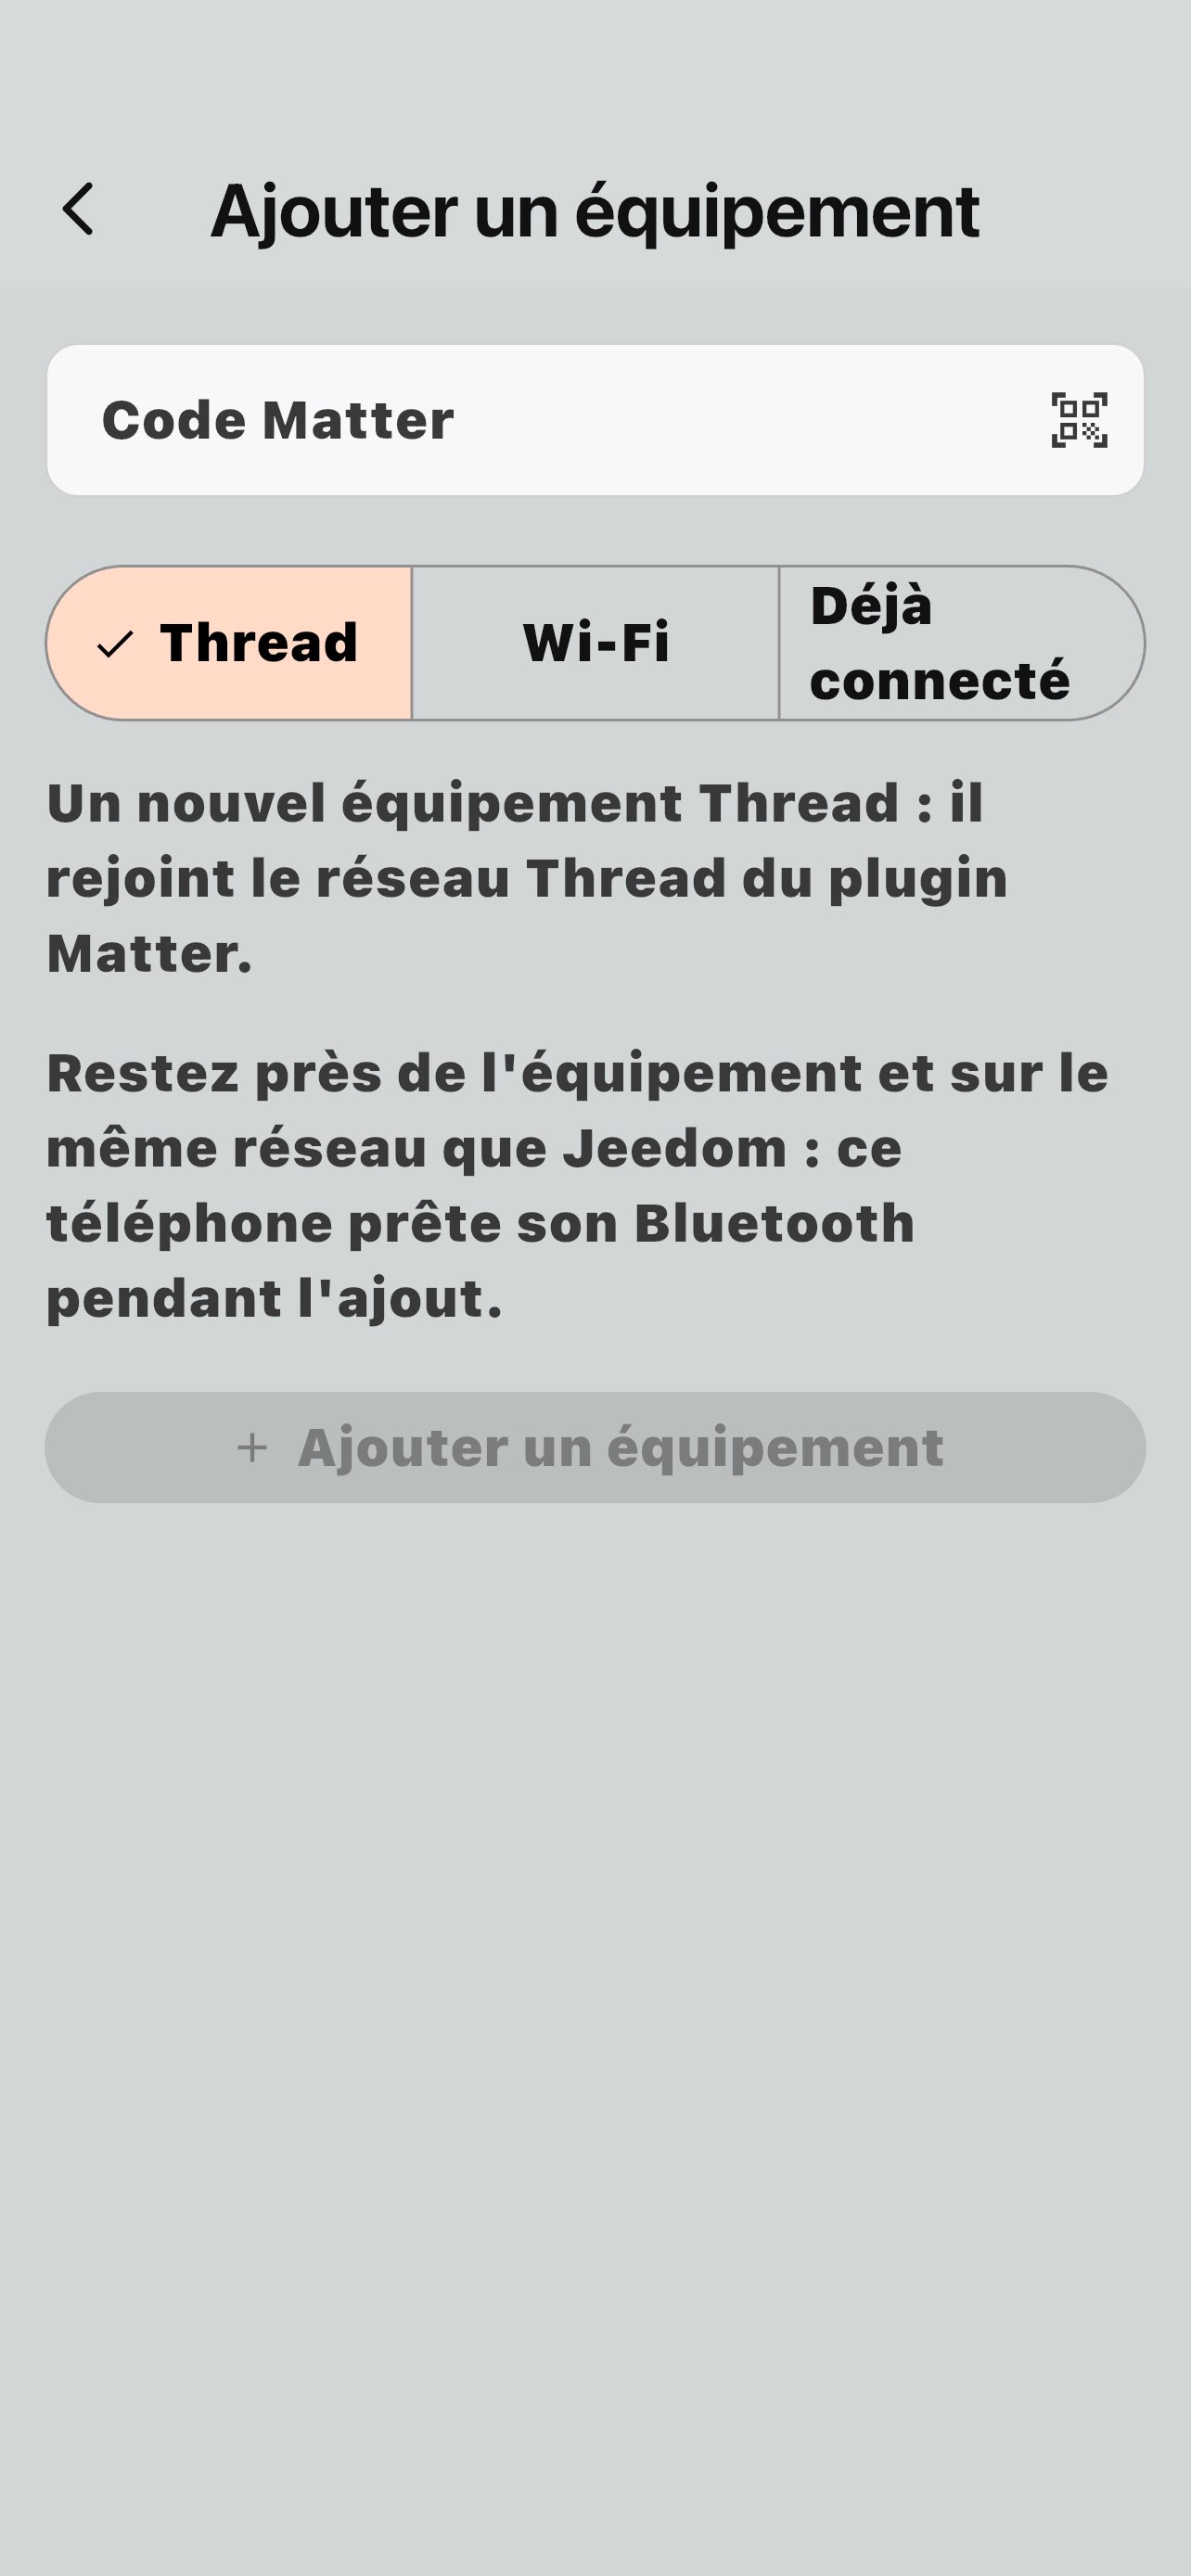 Ajouter un équipement
Code Matter
Thread
Wi-Fi
Déjà
connecté
Un nouvel équipement Thread : il
rejoint le réseau Thread du plugin
Matter.
Restez près de l'équipement et sur le
même réseau que Jeedom : ce
téléphone prête son Bluetooth
pendant l'ajout.
+ Ajouter un équipement